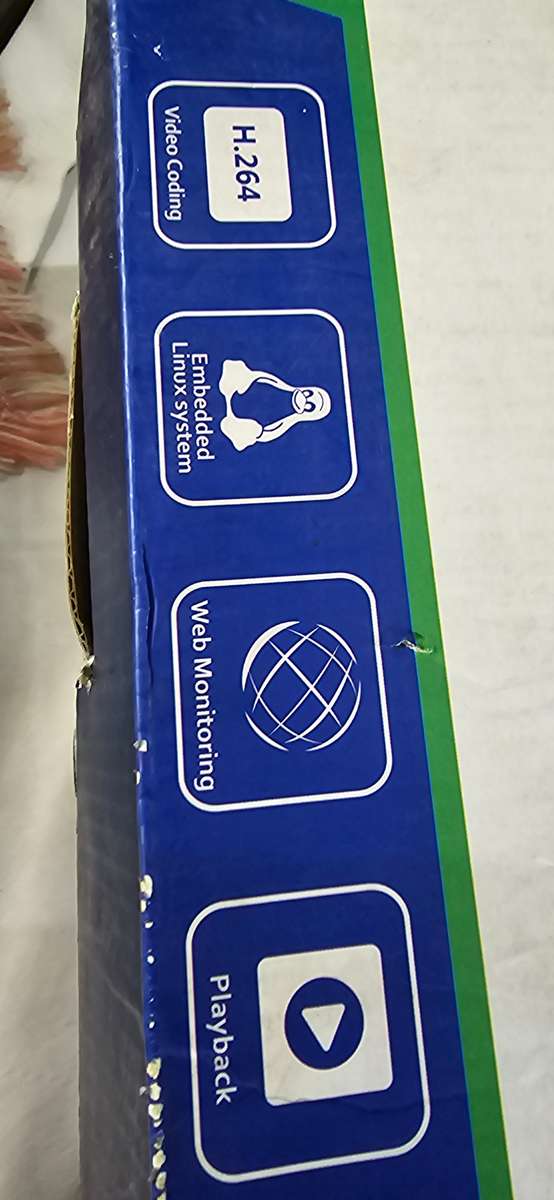 H.264
Video Coding
Embedded
Linux system
Web Monitoring
Playback